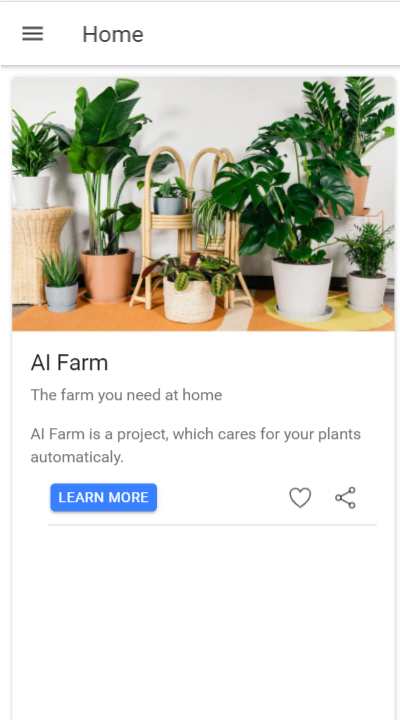 Home
AI Farm
The farm you need at home
AI Farm is a project, which cares for your plants
automaticaly.
LEARN MORE